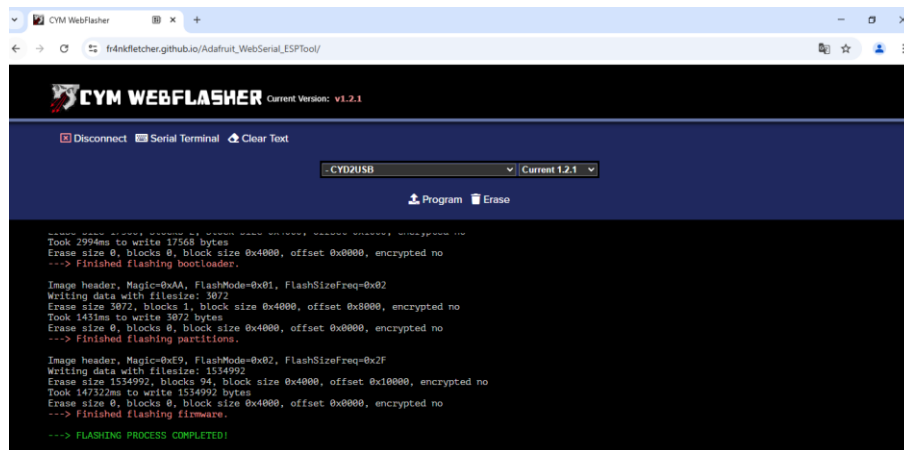 CYM WebFlasher
fr4nkfletcher.github.io/Adafruit_WebSerial_ESPTool/
CYM WEBFLASHER Current Version: v1.2.1
Disconnect Serial Terminal Clear Text
- CYD2USB Current 1.2.1
Program Erase
Took 2994ms to write 17568 bytes
Erase size 0, blocks 0, block size 0x4000, offset 0x0000, encrypted no
---> Finished flashing bootloader.
Image header, Magic=0xAA, FlashMode=0x01, FlashSizeFreq=0x02
Writing data with filesize: 3072
Erase size 3072, blocks 1, block size 0x4000, offset 0x8000, encrypted no
Took 1431ms to write 3072 bytes
Erase size 0, blocks 0, block size 0x4000, offset 0x0000, encrypted no
---> Finished flashing partitions.
Image header, Magic=0xE9, FlashMode=0x02, FlashSizeFreq=0x2F
Writing data with filesize: 1534992
Erase size 1534992, blocks 94, block size 0x4000, offset 0x10000, encrypted no
Took 147322ms to write 1534992 bytes
Erase size 0, blocks 0, block size 0x4000, offset 0x0000, encrypted no
---> Finished flashing firmware.
---> FLASHING PROCESS COMPLETED!